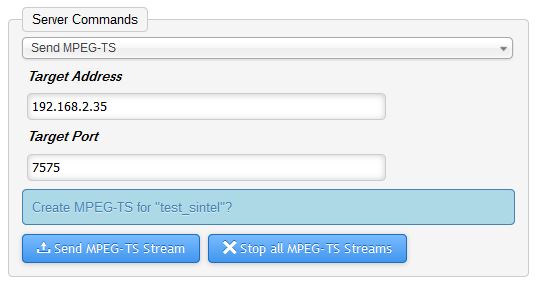 Server Commands
Send MPEG-TS
Target Address
192.168.2.35
Target Port
7575
Create MPEG-TS for "test_sintel"?
Send MPEG-TS Stream
Stop all MPEG-TS Streams